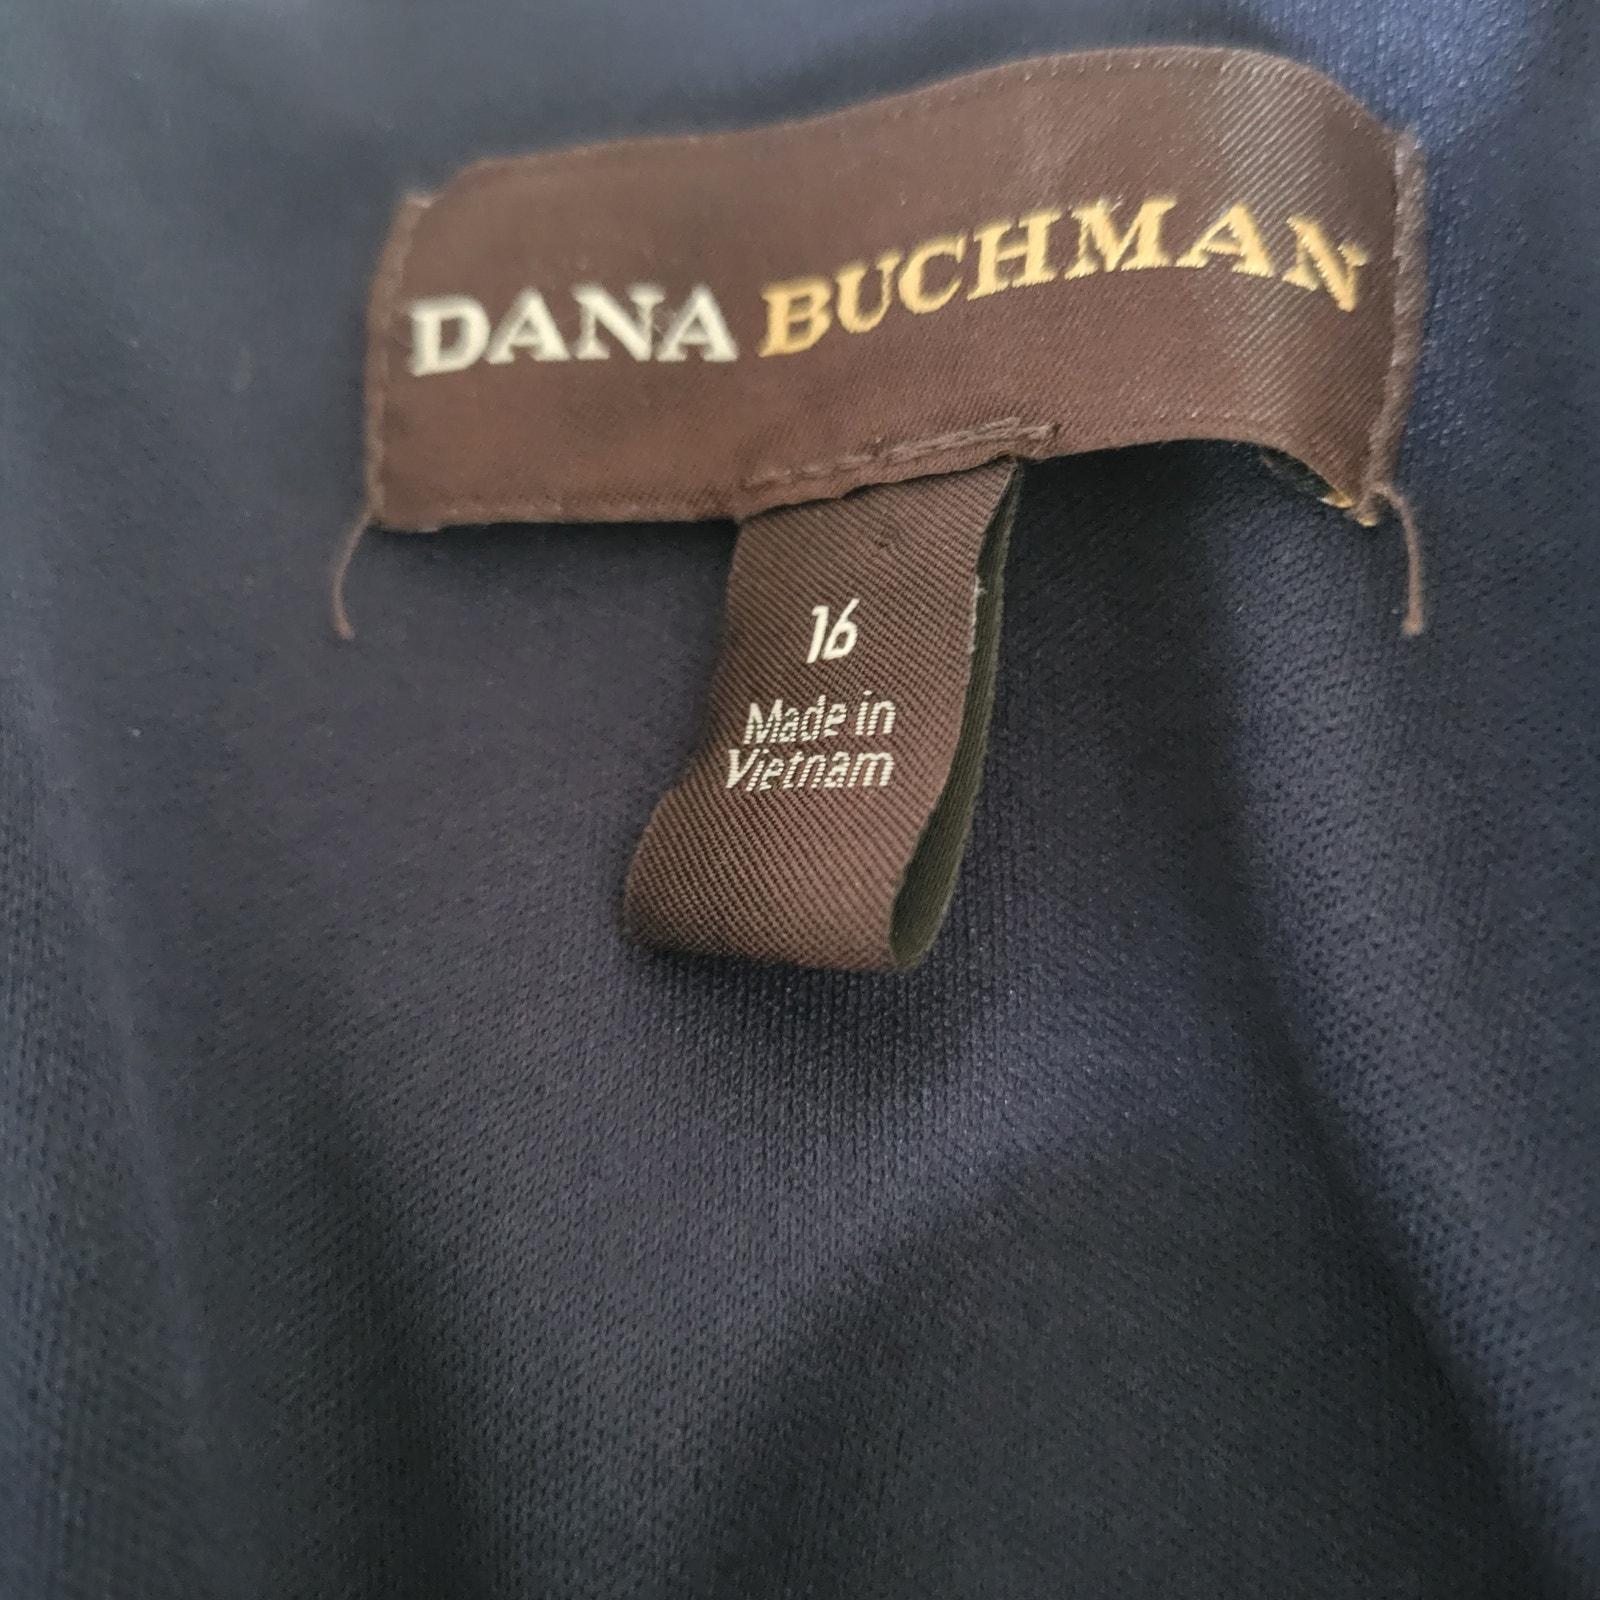 DANA BUCHMAN
16
Made in
Vietnam